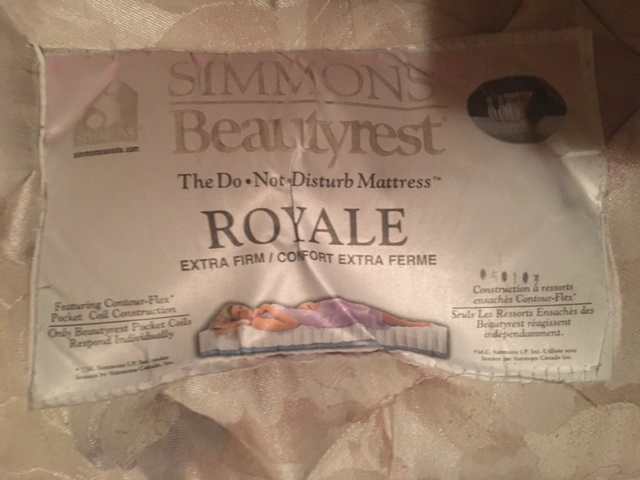 SIMMONS
Beautyrest
simmonscanada.com
The Do•Not•Disturb Mattress™
ROYALE
EXTRA FIRM / CONFORT EXTRA FERME
Featuring Contour-Flex®
Pocket Coil Construction
Only Beautyrest Pocket Coils
Respond Individually.
Construction à ressorts
ensachés Contour-Flex®
Seuls Les Ressorts Ensachés des
Beautyrest réagissent
indépendamment.